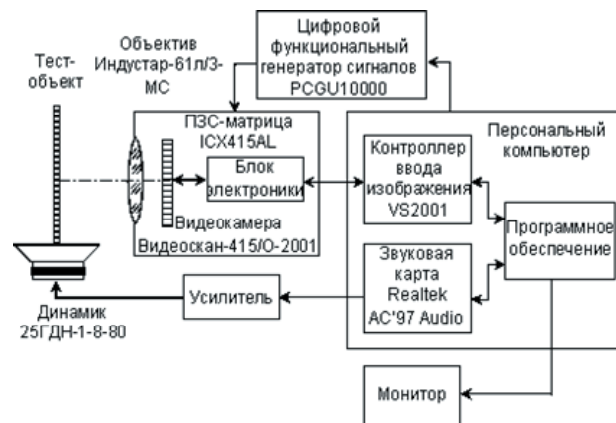 Цифровой
функциональный
генератор сигналов
PCGU10000
Объектив
Индустар-61л/З-
МС
Тест-
объект
ПЗС-матрица
ICX415AL
Блок
электроники
Видеокамера
Видеоскан-415/О-2001
Персональный
компьютер
Контроллер
ввода
изображения
VS2001
Программное
обеспечение
Звуковая
карта
Realtek
AC'97 Audio
Усилитель
Динамик
25ГДН-1-8-80
Монитор